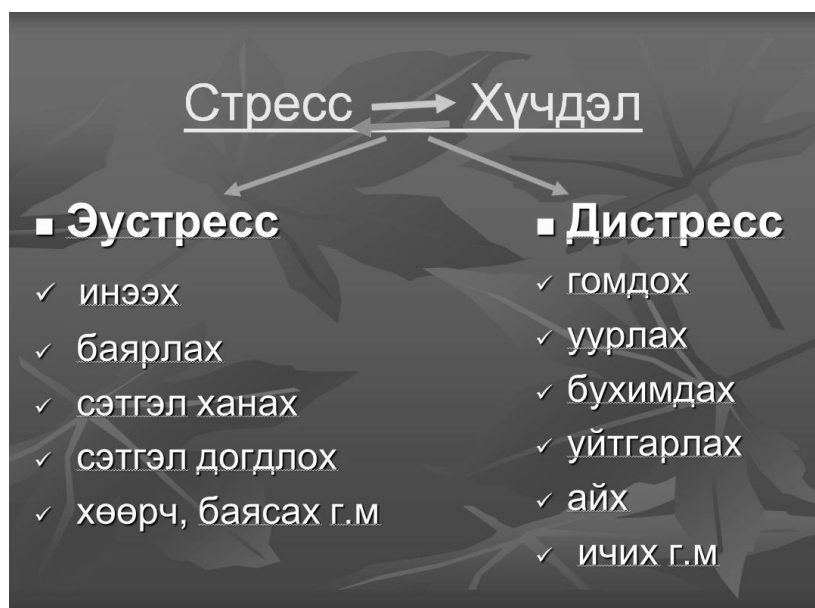 Стресс Хүчдэл
Эустресс
инээх
баярлах
сэтгэл ханах
сэтгэл догдлох
хөөрч, баясах г.м
Дистресс
гомдох
уурлах
бухимдах
уйтгарлах
айх
ичих г.м